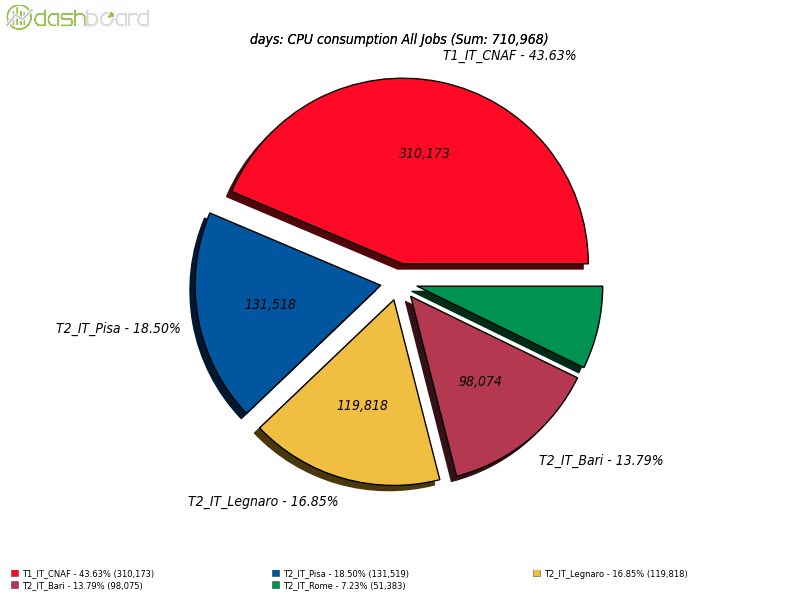 dashboard
days: CPU consumption All Jobs (Sum: 710,968)
T1_IT_CNAF - 43.63%
310,173
131,518
T2_IT_Pisa - 18.50%
98,074
119,818
T2_IT_Bari - 13.79%
T2_IT_Legnaro - 16.85%
T1_IT_CNAF - 43.63% (310,173) T2_IT_Pisa - 18.50% (131,519) T2_IT_Legnaro - 16.85% (119,818)
T2_IT_Bari - 13.79% (98,075) T2_IT_Rome - 7.23% (51,383)